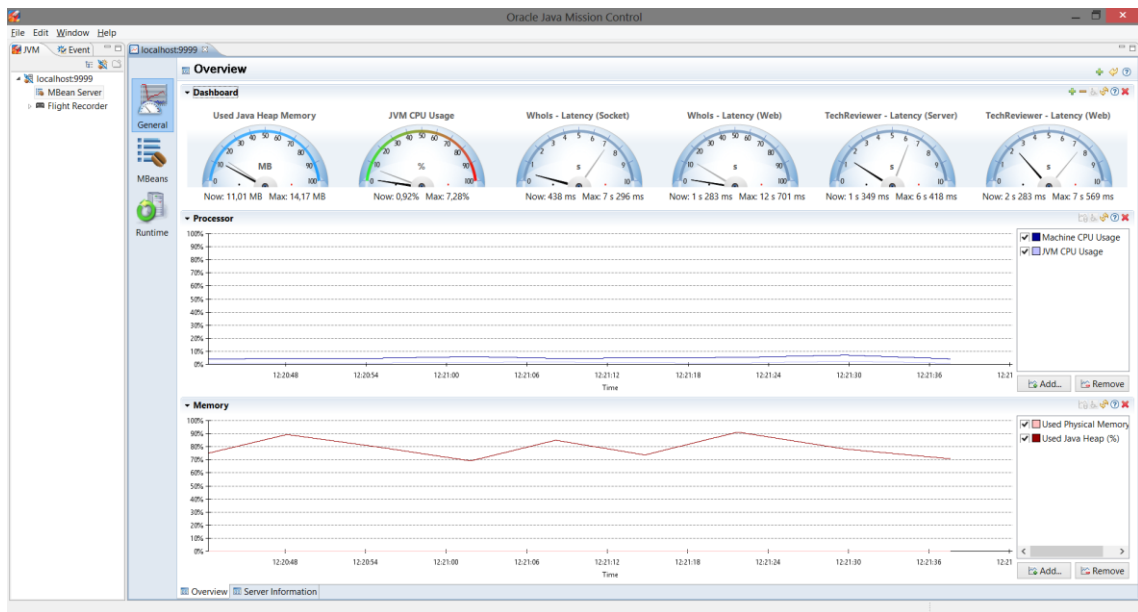 Oracle Java Mission Control
File Edit Window Help
JVM Event localhost:9999
localhost:9999
MBean Server
Flight Recorder
General
MBeans
Runtime
Overview
Dashboard
Used Java Heap Memory JVM CPU Usage WhoIs - Latency (Socket) WhoIs - Latency (Web) TechReviewer - Latency (Server) TechReviewer - Latency (Web)
MB % s s s s
Now: 11,01 MB Max: 14,17 MB Now: 0,92% Max: 7,28% Now: 438 ms Max: 7 s 296 ms Now: 1 s 283 ms Max: 12 s 701 ms Now: 1 s 349 ms Max: 6 s 418 ms Now: 2 s 283 ms Max: 7 s 569 ms
Processor
100%
90%
80%
70%
60%
50%
40%
30%
20%
10%
0%
12:20:48 12:20:54 12:21:00 12:21:06 12:21:12 12:21:18 12:21:24 12:21:30 12:21:36 12:21
Time
Machine CPU Usage
JVM CPU Usage
Add... Remove
Memory
100%
90%
80%
70%
60%
50%
40%
30%
20%
10%
0%
12:20:48 12:20:54 12:21:00 12:21:06 12:21:12 12:21:18 12:21:24 12:21:30 12:21:36 12:21
Time
Used Physical Memory
Used Java Heap (%)
Add... Remove
Overview Server Information